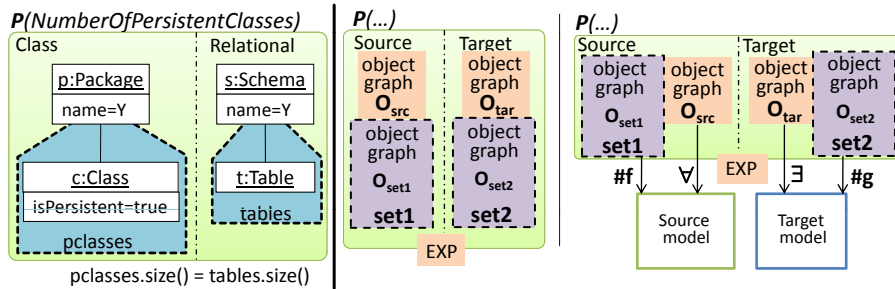 P(NumberOfPersistentClasses)
Class
Relational
p:Package
name=Y
s:Schema
name=Y
c:Class
isPersistent=true
pclasses
t:Table
tables
pclasses.size() = tables.size()
P(...)
Source
Target
object
graph
Osrc
object
graph
Otar
object
graph
Oset1
set1
object
graph
Oset2
set2
EXP
P(...)
Source
Target
object
graph
Oset1
set1
object
graph
Osrc
object
graph
Otar
object
graph
Oset2
set2
EXP
#f
∀
∃
#g
Source
model
Target
model